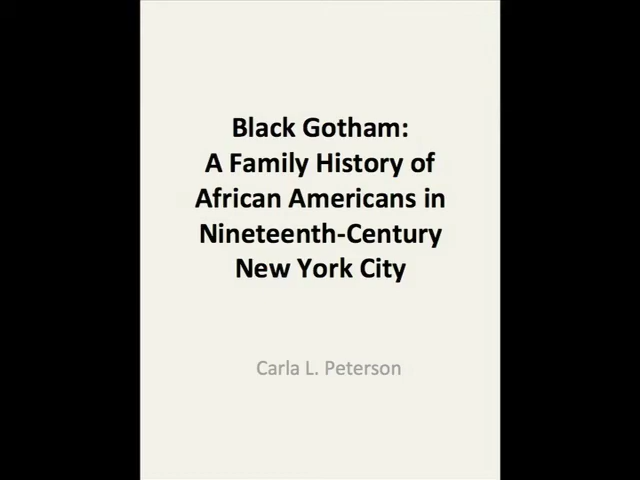 Black Gotham:
A Family History of
African Americans in
Nineteenth-Century
New York City
Carla L. Peterson